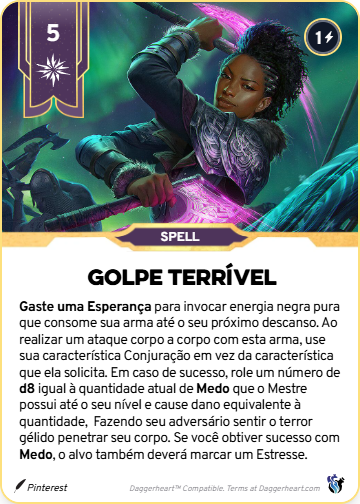 5
1
SPELL
GOLPE TERRÍVEL
Gaste uma Esperança para invocar energia negra pura
que consome sua arma até o seu próximo descanso. Ao
realizar um ataque corpo a corpo com esta arma, use
sua característica Conjuração em vez da característica
que ela solicita. Em caso de sucesso, role um número de
d8 igual à quantidade atual de Medo que o Mestre
possui até o seu nível e cause dano equivalente à
quantidade, Fazendo seu adversário sentir o terror
gélido penetrar seu corpo. Se você obtiver sucesso com
Medo, o alvo também deverá marcar um Estresse.
Pinterest
Daggerheart™ Compatible. Terms at Daggerheart.com